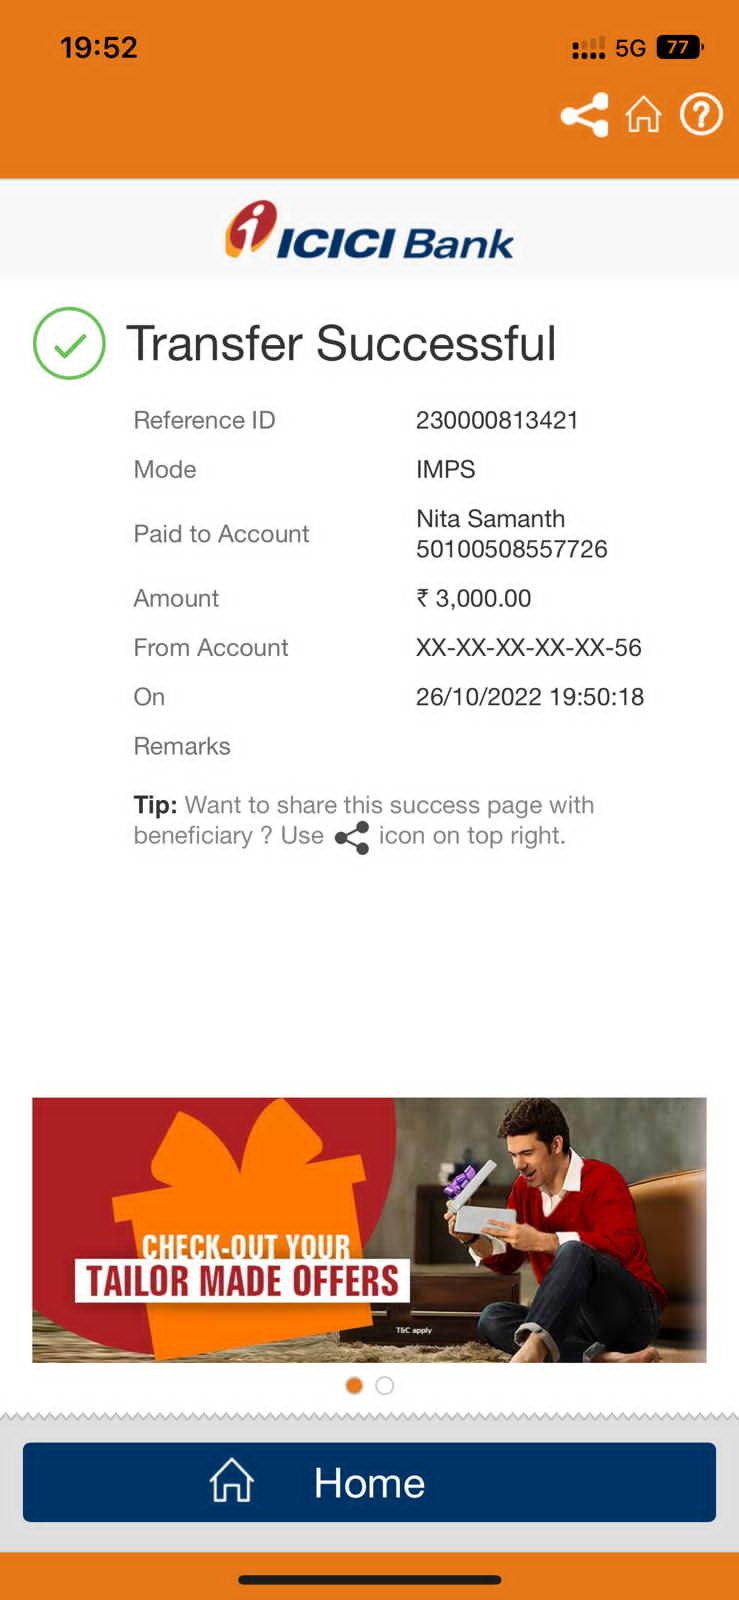 19:52
5G 77
ICICI Bank
Transfer Successful
Reference ID 230000813421
Mode IMPS
Paid to Account Nita Samanth
50100508557726
Amount ₹ 3,000.00
From Account XX-XX-XX-XX-XX-56
On 26/10/2022 19:50:18
Remarks
Tip: Want to share this success page with
beneficiary ? Use icon on top right.
CHECK-OUT YOUR
TAILOR MADE OFFERS
T&C apply
Home